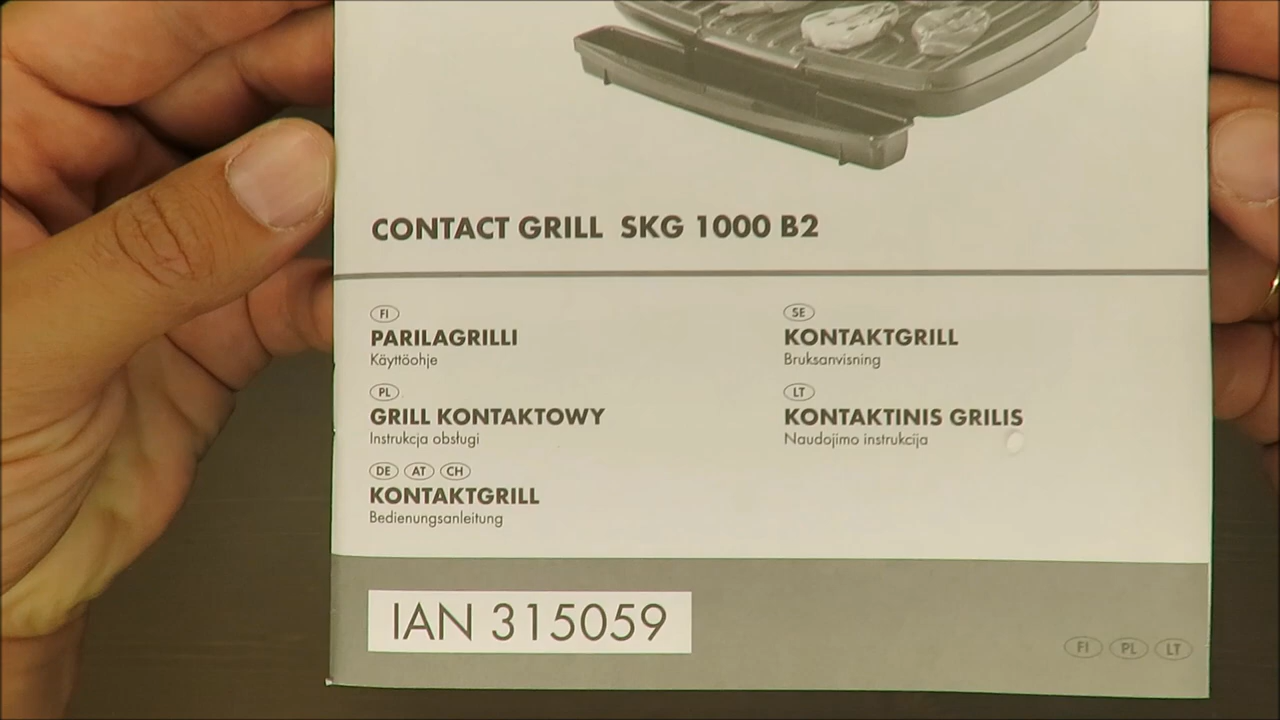 CONTACT GRILL SKG 1000 B2
FI
PARILAGRILLI
Käyttöohje
SE
KONTAKTGRILL
Bruksanvisning
PL
GRILL KONTAKTOWY
Instrukcja obsługi
LT
KONTAKTINIS GRILIS
Naudojimo instrukcija
DE AT CH
KONTAKTGRILL
Bedienungsanleitung
IAN 315059
FI PL LT